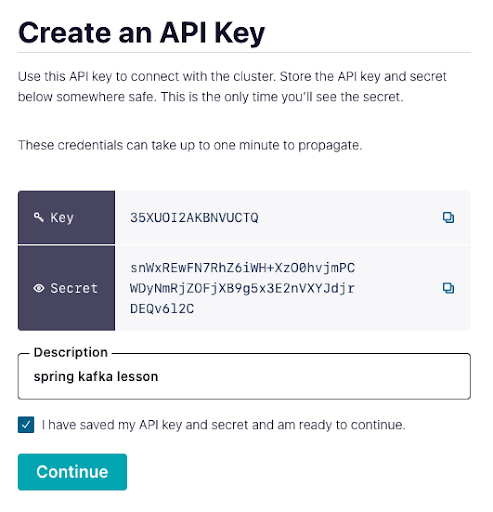 Create an API Key
Use this API key to connect with the cluster. Store the API key and secret
below somewhere safe. This is the only time you’ll see the secret.
These credentials can take up to one minute to propagate.
Key
35XUOI2AKBNVUCTQ
Secret
snWxREwFN7RhZ6iWH+XzO0hvjmPC
WDyNmRjZOFjXB9g5x3E2nVXYJdjr
DEQv6l2C
Description
spring kafka lesson
I have saved my API key and secret and am ready to continue.
Continue